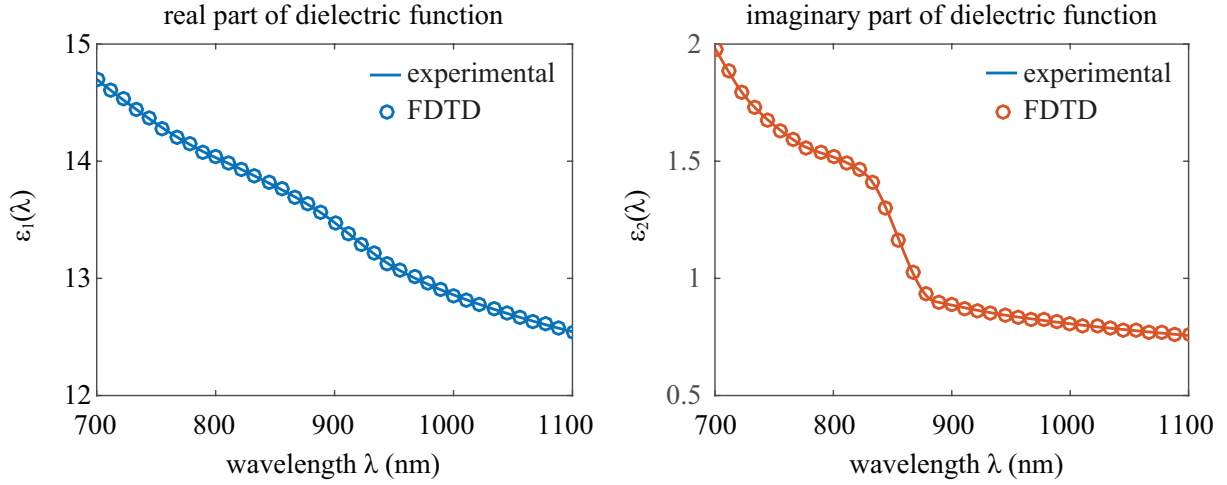 real part of dielectric function
15
14
13
12
ε₁(λ)
experimental
FDTD
700 800 900 1000 1100
wavelength λ (nm)
imaginary part of dielectric function
2
1.5
1
0.5
ε₂(λ)
experimental
FDTD
700 800 900 1000 1100
wavelength λ (nm)